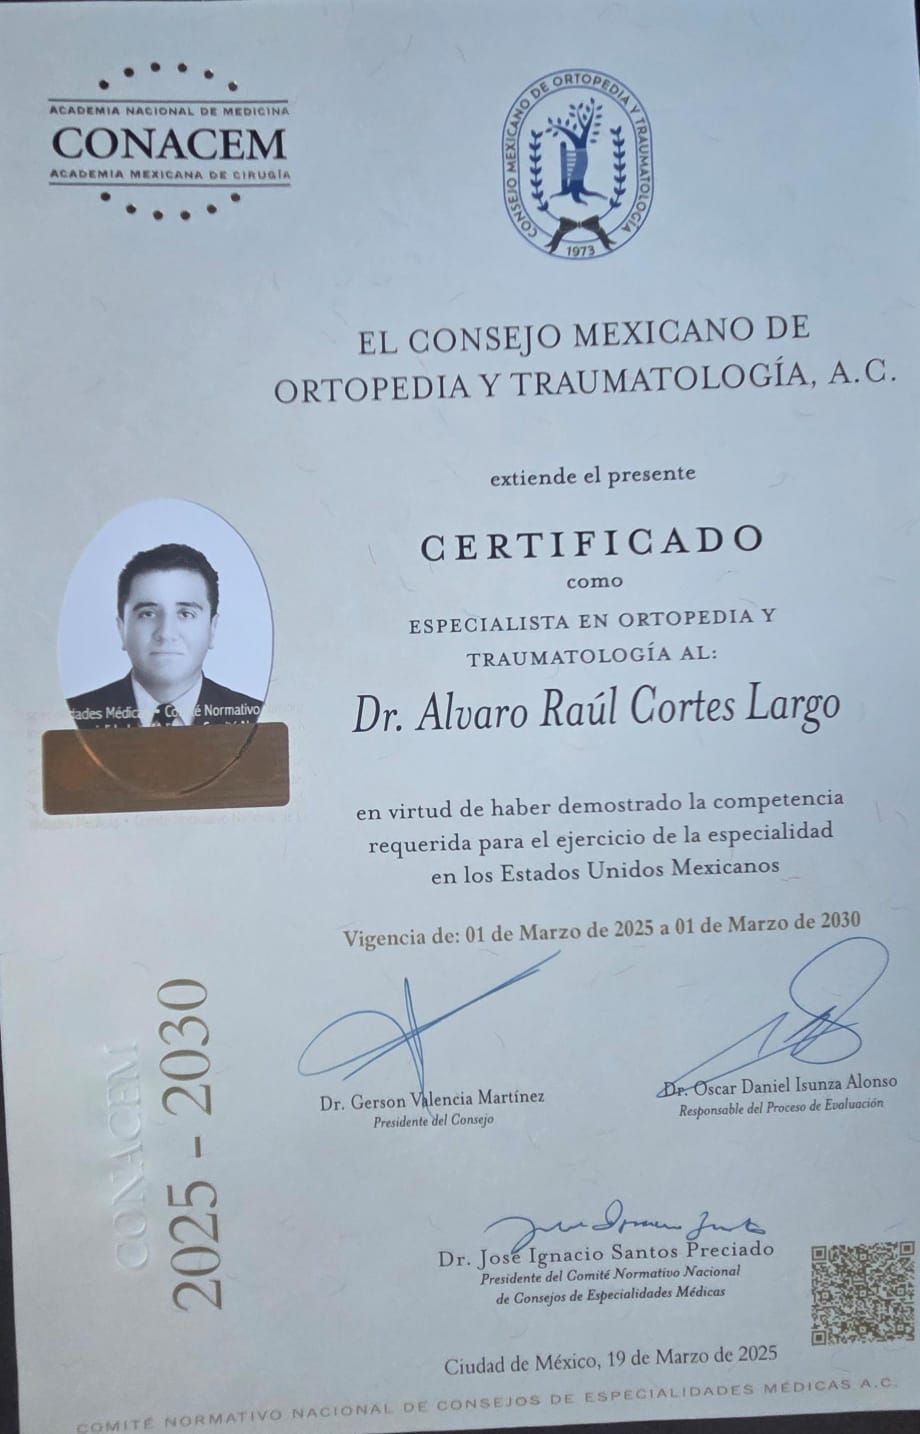 ACADEMIA NACIONAL DE MEDICINA
CONACEM
ACADEMIA MEXICANA DE CIRUGÍA
CONSEJO MEXICANO DE ORTOPEDIA Y TRAUMATOLOGÍA
1973
EL CONSEJO MEXICANO DE
ORTOPEDIA Y TRAUMATOLOGÍA, A.C.
extiende el presente
CERTIFICADO
como
ESPECIALISTA EN ORTOPEDIA Y
TRAUMATOLOGÍA AL:
Dr. Alvaro Raúl Cortes Largo
en virtud de haber demostrado la competencia
requerida para el ejercicio de la especialidad
en los Estados Unidos Mexicanos
Vigencia de: 01 de Marzo de 2025 a 01 de Marzo de 2030
CONACEM
2025 - 2030
Dr. Gerson Valencia Martínez
Presidente del Consejo
Dr. Oscar Daniel Isunza Alonso
Responsable del Proceso de Evaluación
Dr. José Ignacio Santos Preciado
Presidente del Comité Normativo Nacional
de Consejos de Especialidades Médicas
Ciudad de México, 19 de Marzo de 2025
COMITÉ NORMATIVO NACIONAL DE CONSEJOS DE ESPECIALIDADES MÉDICAS A.C.